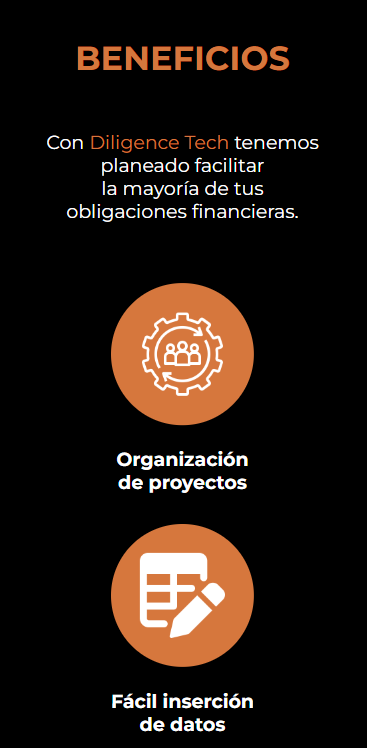 BENEFICIOS
Con Diligence Tech tenemos
planeado facilitar
la mayoría de tus
obligaciones financieras.
Organización
de proyectos
Fácil inserción
de datos